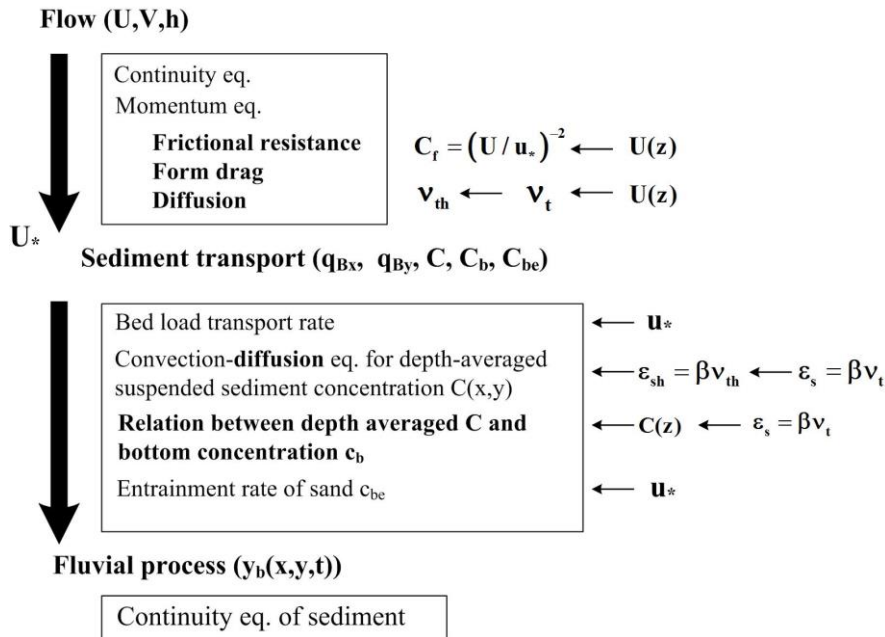 Flow (U,V,h)
Continuity eq.
Momentum eq.
Frictional resistance C_f = (U / u_*)^{-2} ← U(z)
Form drag
Diffusion ν_th ← ν_t ← U(z)
U_*
Sediment transport (q_Bx, q_By, C, C_b, C_be)
Bed load transport rate ← u_*
Convection-diffusion eq. for depth-averaged
suspended sediment concentration C(x,y) ← ε_sh = βν_th ← ε_s = βν_t
Relation between depth averaged C and
bottom concentration c_b ← C(z) ← ε_s = βν_t
Entrainment rate of sand c_be ← u_*
Fluvial process (y_b(x,y,t))
Continuity eq. of sediment